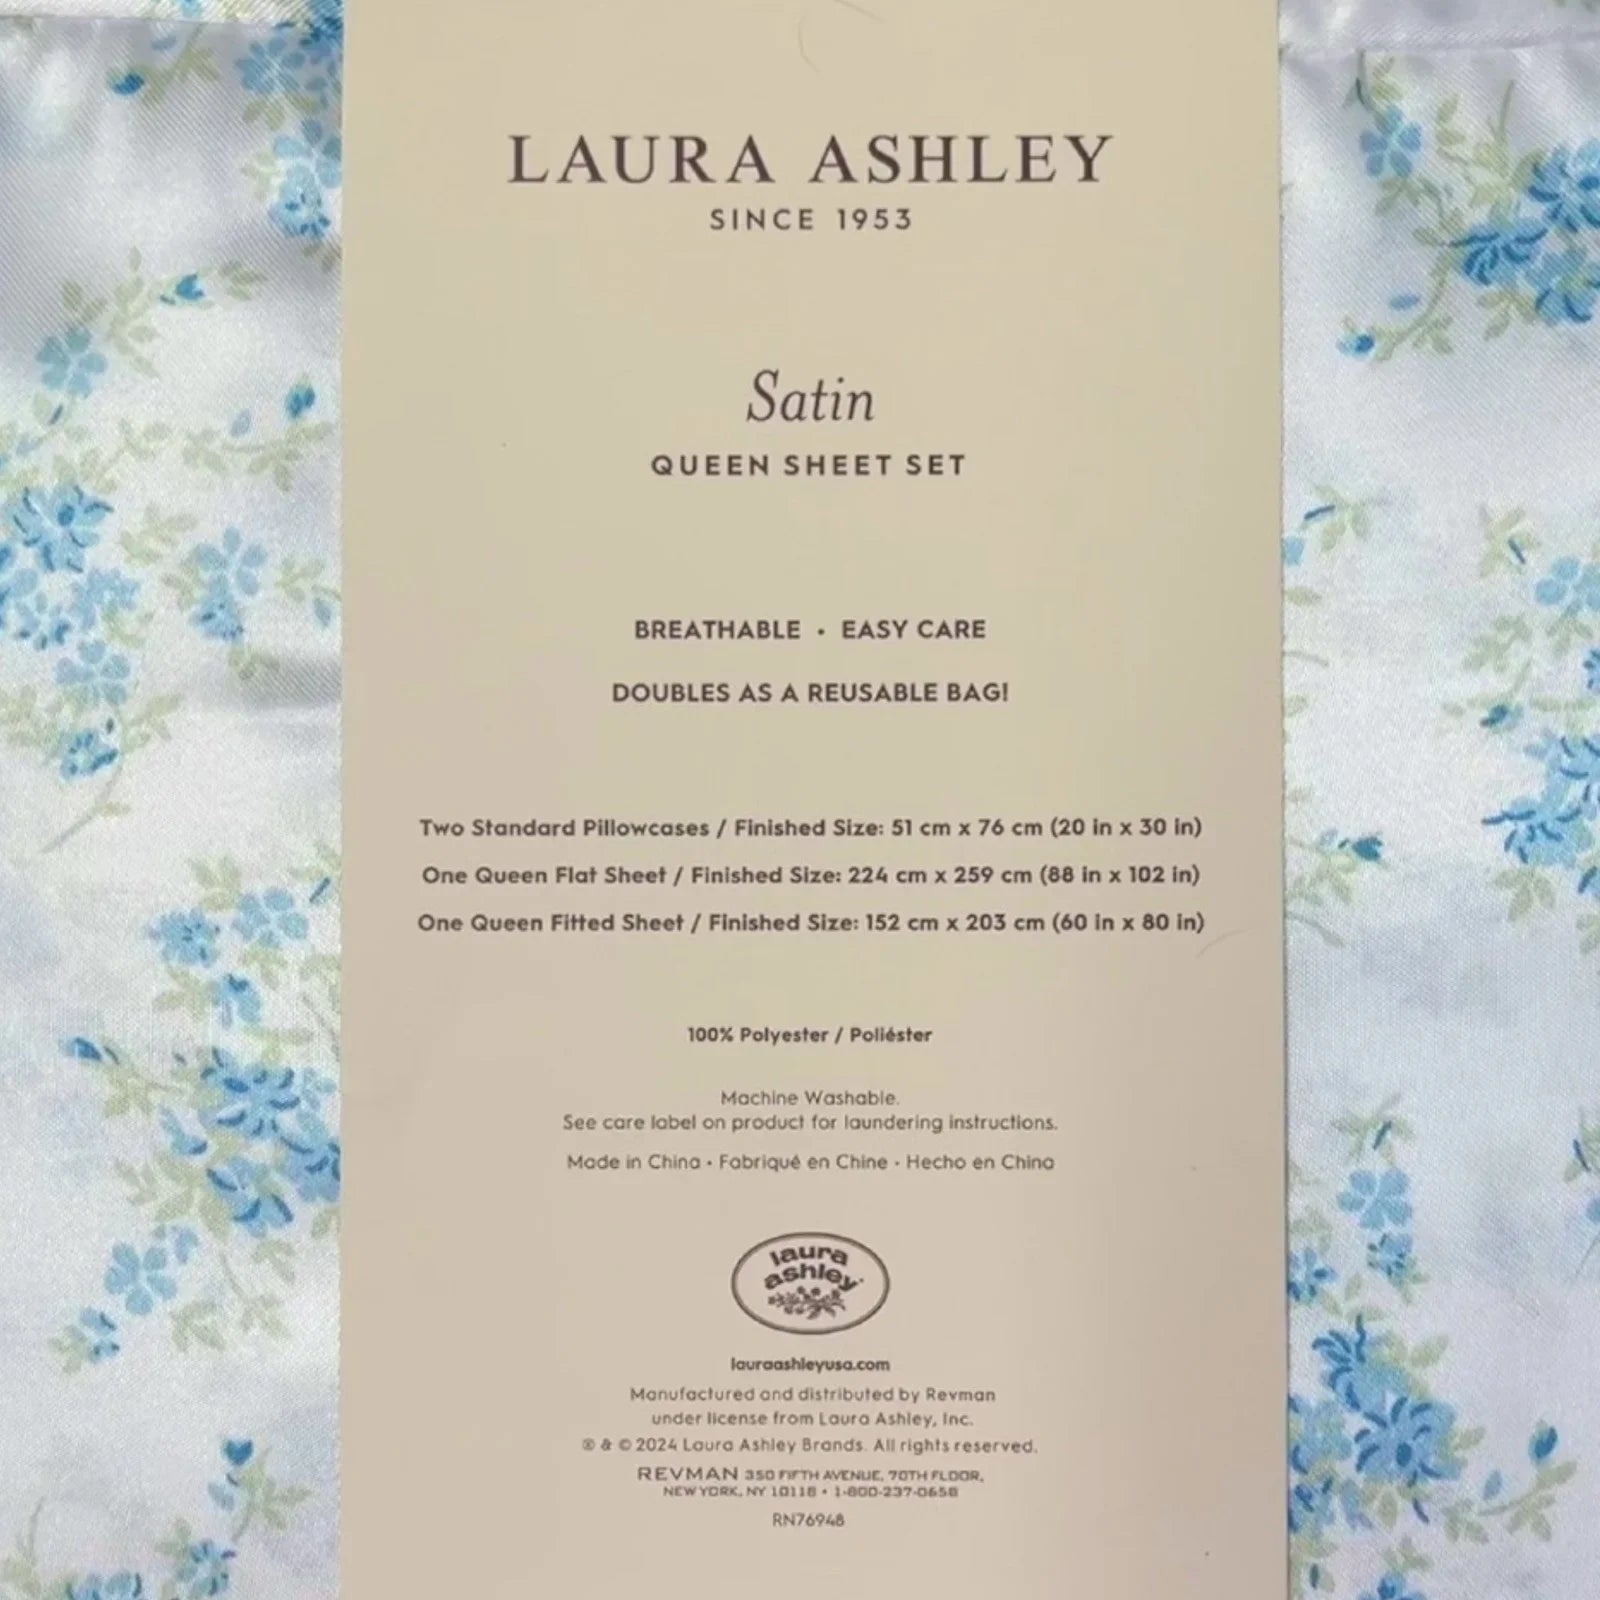 LAURA ASHLEY
SINCE 1953
Satin
QUEEN SHEET SET
BREATHABLE • EASY CARE
DOUBLES AS A REUSABLE BAG!
Two Standard Pillowcases / Finished Size: 51 cm x 76 cm (20 in x 30 in)
One Queen Flat Sheet / Finished Size: 224 cm x 259 cm (88 in x 102 in)
One Queen Fitted Sheet / Finished Size: 152 cm x 203 cm (60 in x 80 in)
100% Polyester / Poliéster
Machine Washable.
See care label on product for laundering instructions.
Made in China • Fabriqué en Chine • Hecho en China
laura
ashley
lauraashleyusa.com
Manufactured and distributed by Revman
under license from Laura Ashley, Inc.
® & © 2024 Laura Ashley Brands. All rights reserved.
REVMAN 350 FIFTH AVENUE, 70TH FLOOR,
NEW YORK, NY 10118 • 1-800-237-0658
RN76948